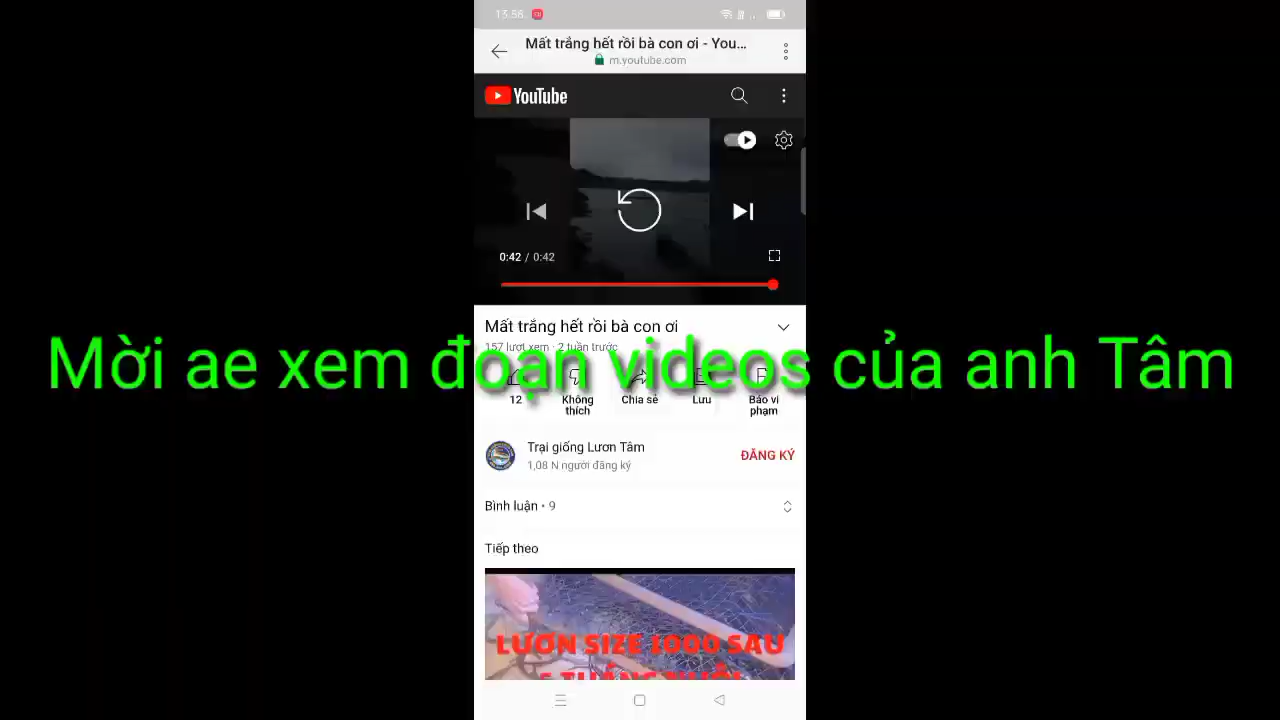 13:56
Mất trắng hết rồi bà con ơi - You...
m.youtube.com
YouTube
0:42 / 0:42
Mất trắng hết rồi bà con ơi
157 lượt xem · 2 tuần trước
Mời ae xem đoạn videos của anh Tâm
12
Không thích
Chia sẻ
Lưu
Báo vi phạm
Trại giống Lươn Tâm
ĐĂNG KÝ
1,08 N người đăng ký
Bình luận • 9
Tiếp theo
LƯƠN SIZE 1000 SAU